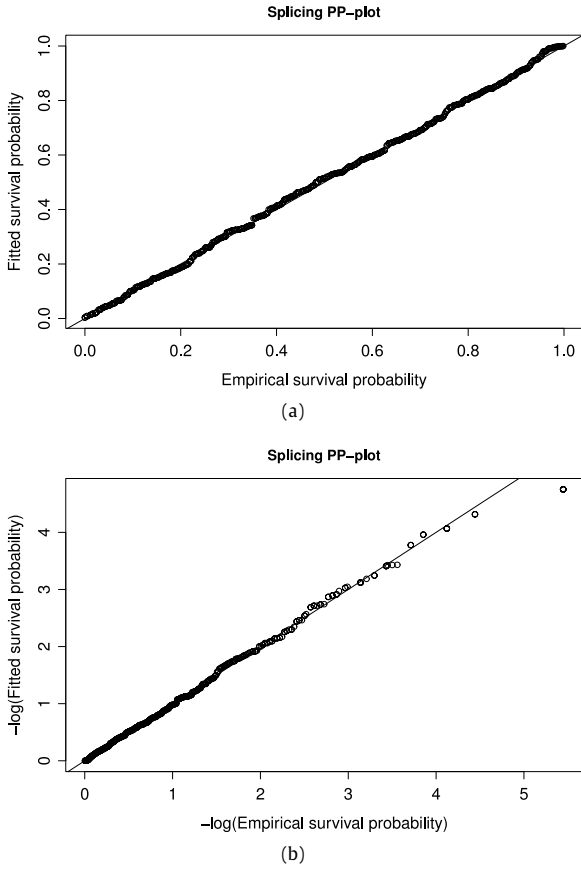 Splicing PP−plot
1.0
0.8
0.6
0.4
0.2
0.0
Fitted survival probability
0.0 0.2 0.4 0.6 0.8 1.0
Empirical survival probability
(a)
Splicing PP−plot
4
3
2
1
0
−log(Fitted survival probability)
0 1 2 3 4 5
−log(Empirical survival probability)
(b)